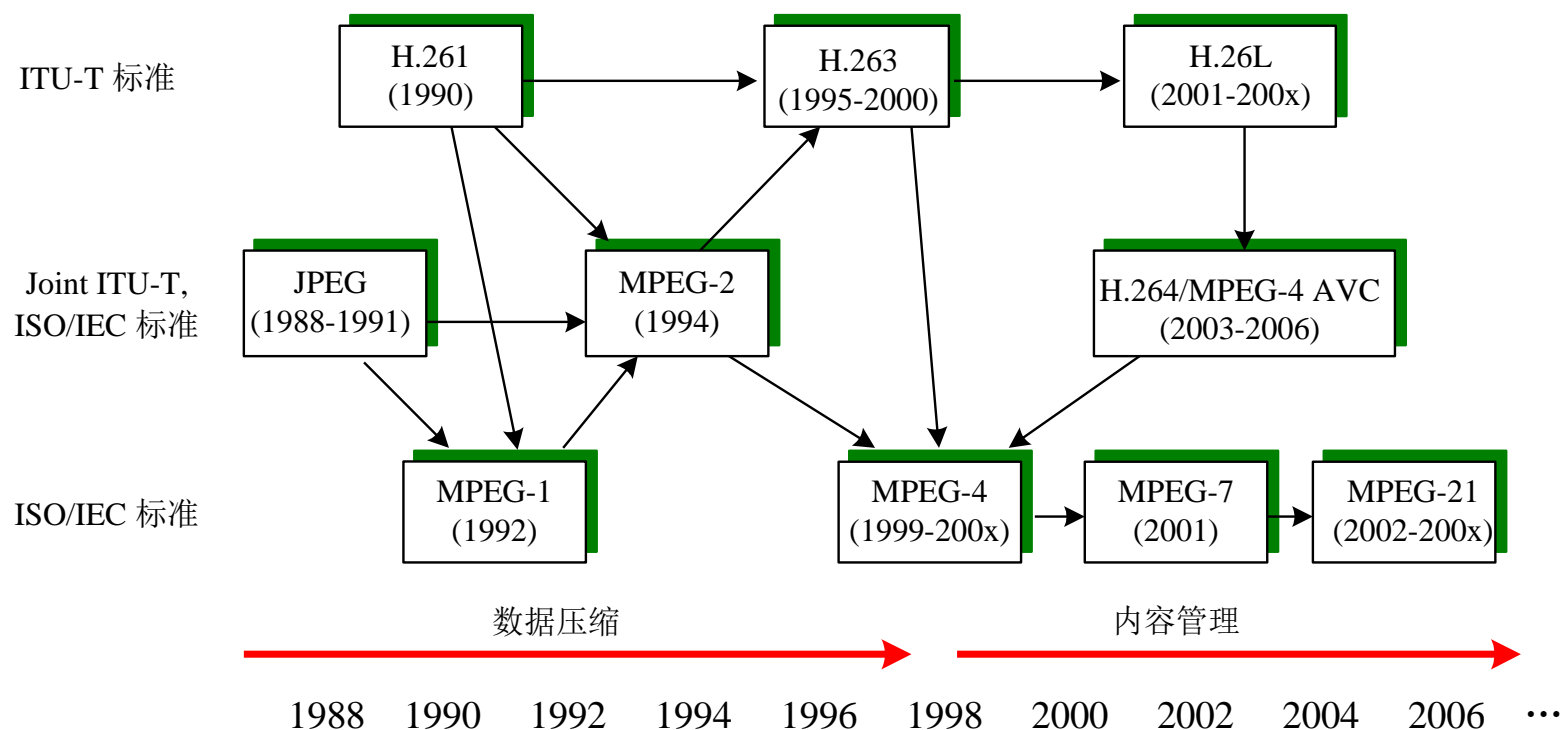 ITU-T 标准
H.261
(1990)
H.263
(1995-2000)
H.26L
(2001-200x)
Joint ITU-T,
ISO/IEC 标准
JPEG
(1988-1991)
MPEG-2
(1994)
H.264/MPEG-4 AVC
(2003-2006)
ISO/IEC 标准
MPEG-1
(1992)
MPEG-4
(1999-200x)
MPEG-7
(2001)
MPEG-21
(2002-200x)
数据压缩
内容管理
1988 1990 1992 1994 1996 1998 2000 2002 2004 2006 ···